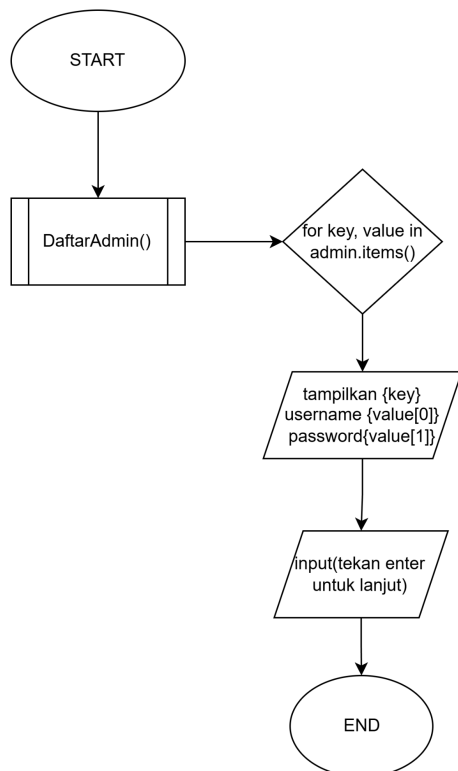 START
DaftarAdmin()
for key, value in
admin.items()
tampilkan {key}
username {value[0]}
password{value[1]}
input(tekan enter
untuk lanjut)
END